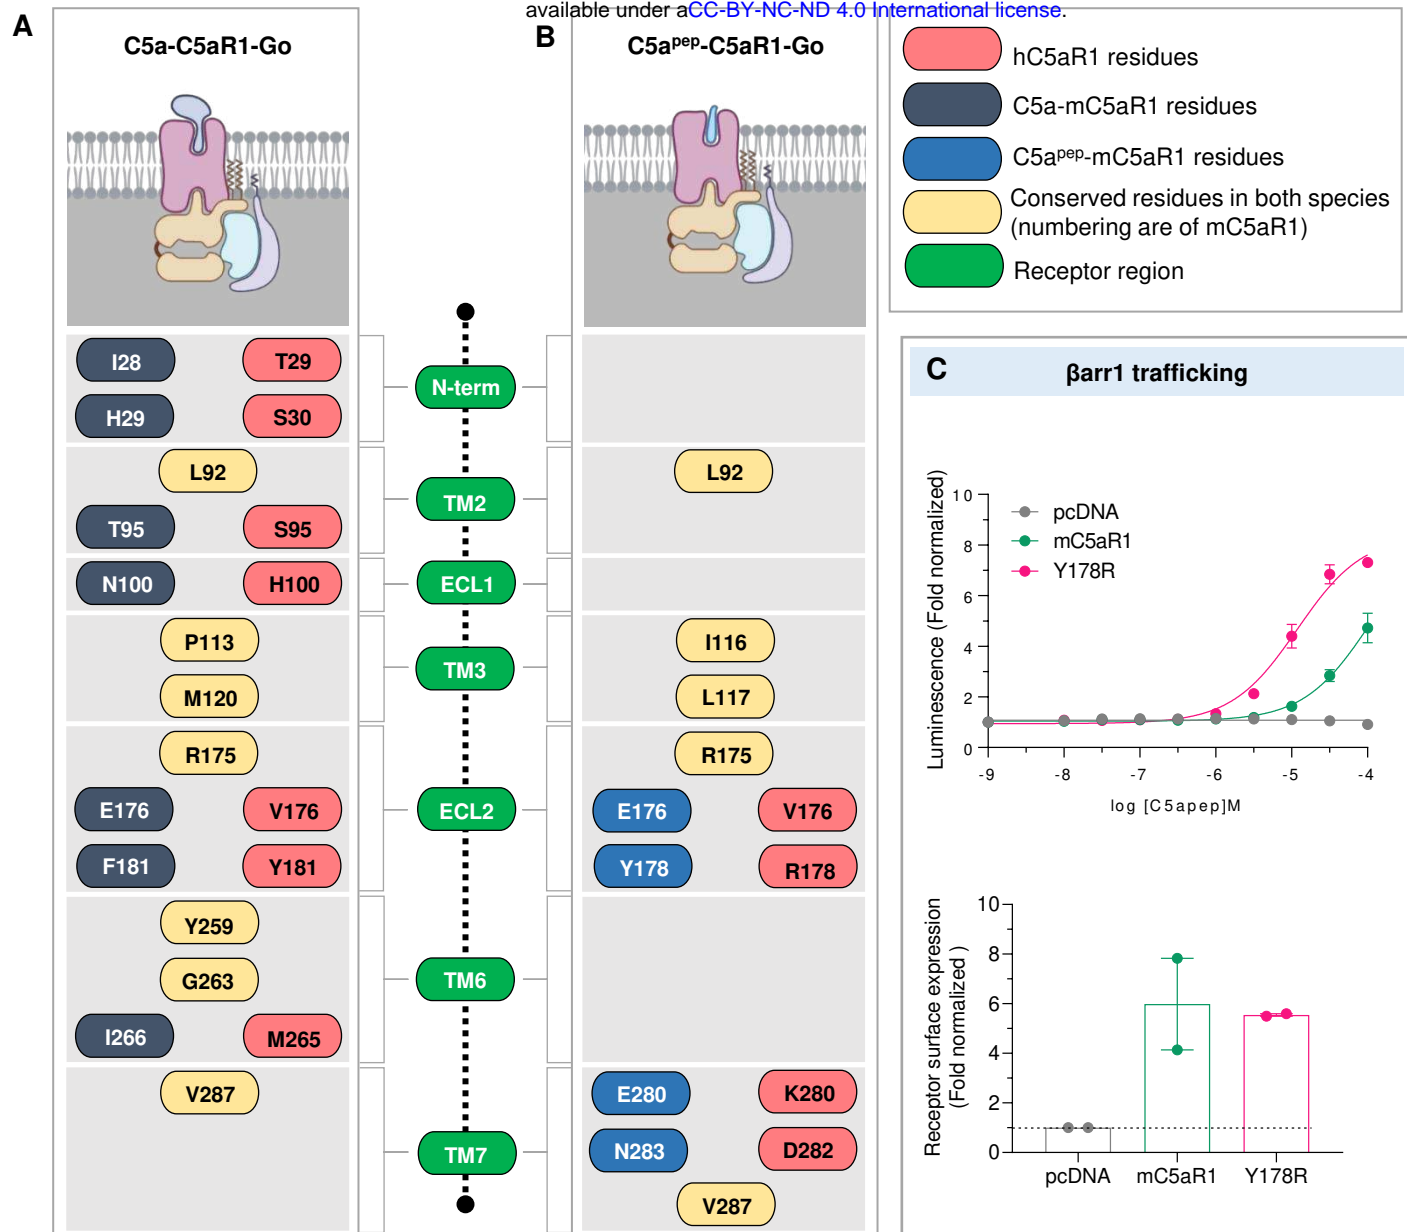 available under aCC-BY-NC-ND 4.0 International license.
A
C5a-C5aR1-Go
I28
T29
H29
S30
L92
T95
S95
N100
H100
P113
M120
R175
E176
V176
F181
Y181
Y259
G263
I266
M265
V287
N-term
TM2
ECL1
TM3
ECL2
TM6
TM7
B
C5apep-C5aR1-Go
L92
I116
L117
R175
E176
V176
Y178
R178
E280
K280
N283
D282
V287
hC5aR1 residues
C5a-mC5aR1 residues
C5apep-mC5aR1 residues
Conserved residues in both species
(numbering are of mC5aR1)
Receptor region
C
βarr1 trafficking
Luminescence (Fold normalized)
10
8
6
4
2
0
pcDNA
mC5aR1
Y178R
-9 -8 -7 -6 -5 -4
log [C5apep]M
Receptor surface expression
(Fold normalized )
10
8
6
4
2
0
pcDNA mC5aR1 Y178R